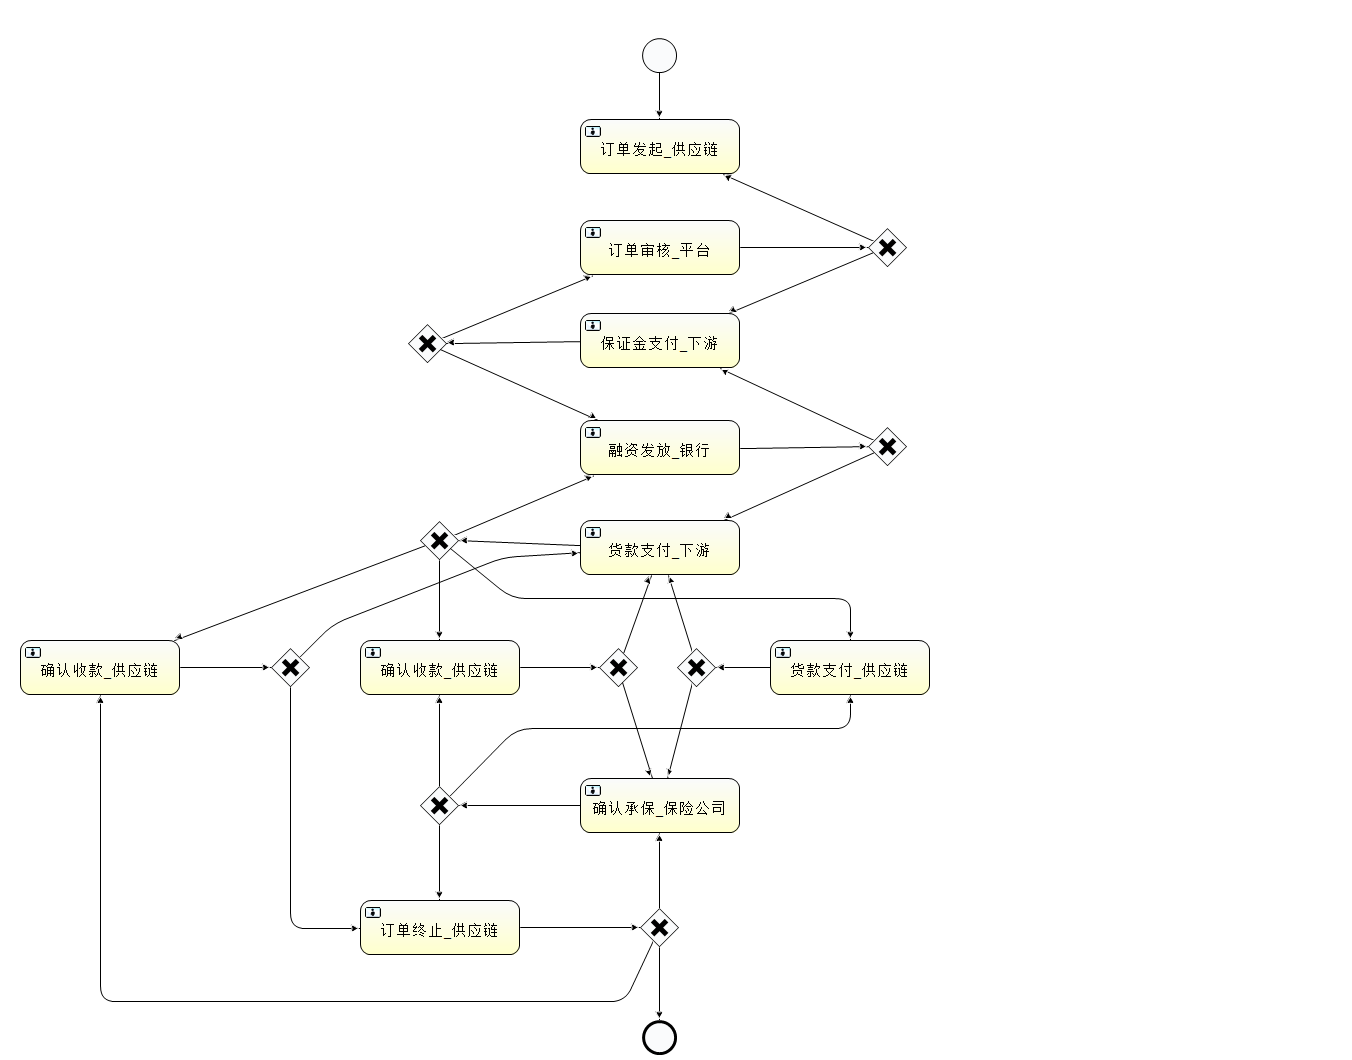 订单发起_供应链
订单审核_平台
保证金支付_下游
融资发放_银行
货款支付_下游
确认收款_供应链
确认收款_供应链
货款支付_供应链
确认承保_保险公司
订单终止_供应链